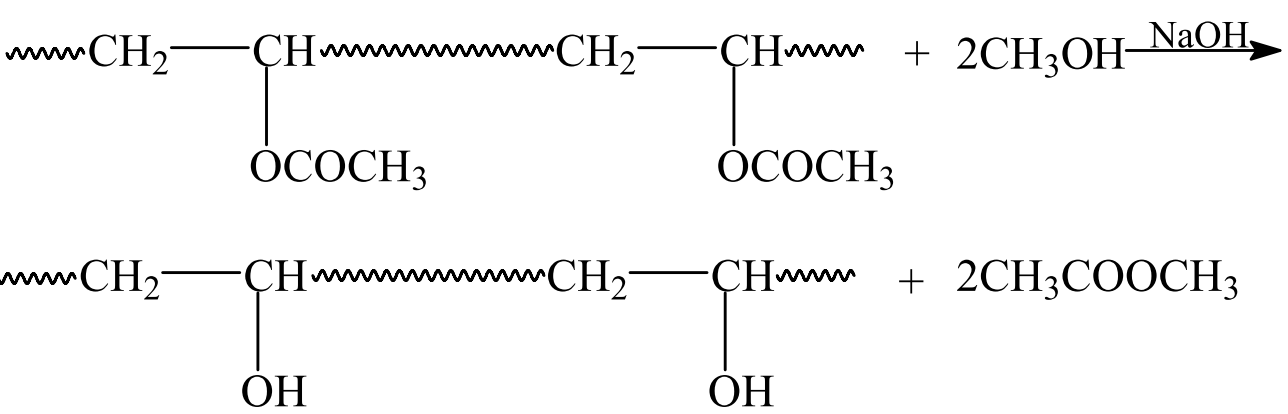 CH₂ CH CH₂ CH + 2CH₃OH NaOH
OCOCH₃ OCOCH₃
CH₂ CH CH₂ CH + 2CH₃COOCH₃
OH OH